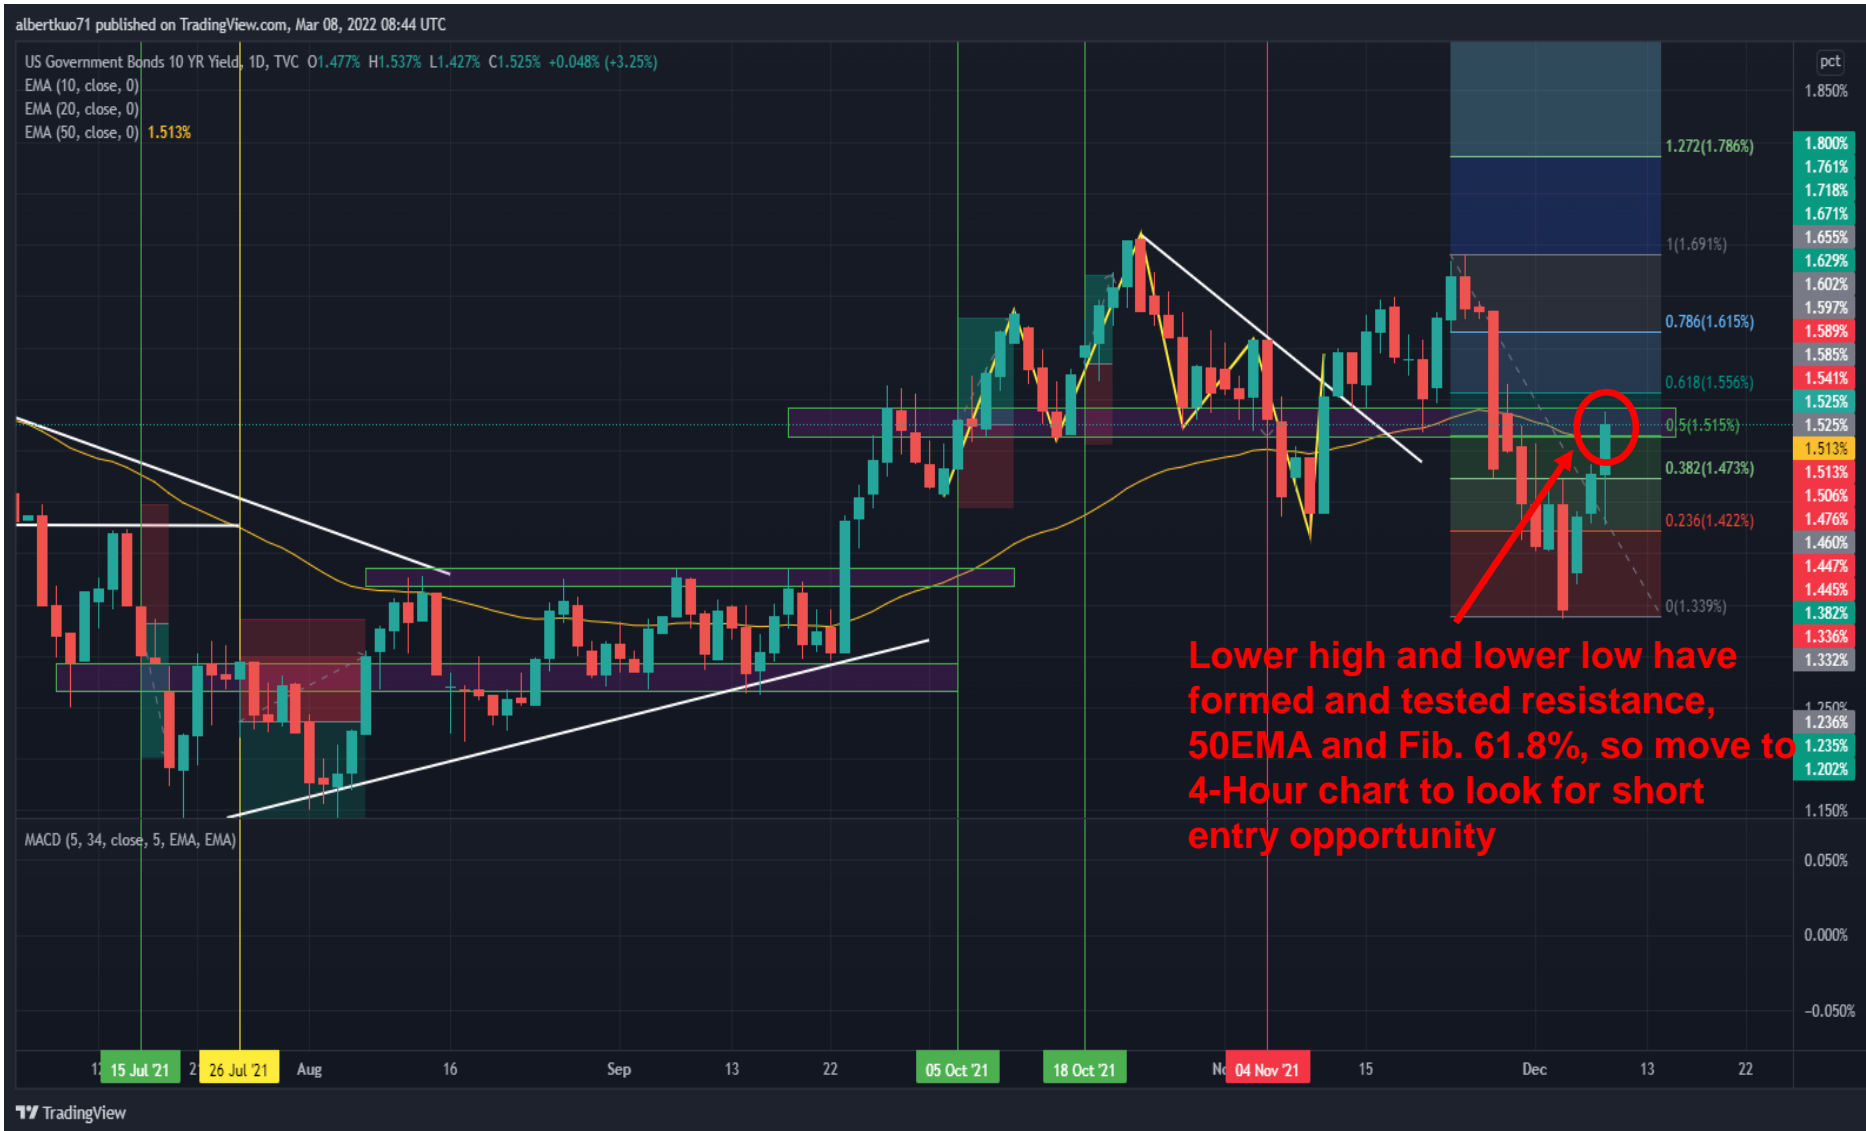 albertkuo71 published on TradingView.com, Mar 08, 2022 08:44 UTC
US Government Bonds 10 YR Yield, 1D, TVC O1.477% H1.537% L1.427% C1.525% +0.048% (+3.25%)
EMA (10, close, 0)
EMA (20, close, 0)
EMA (50, close, 0) 1.513%
pct
1.850%
1.272(1.786%)
1(1.691%)
0.786(1.615%)
0.618(1.556%)
0.5(1.515%)
0.382(1.473%)
0.236(1.422%)
0(1.339%)
1.800%
1.761%
1.718%
1.671%
1.655%
1.629%
1.602%
1.597%
1.589%
1.585%
1.541%
1.525%
1.525%
1.513%
1.513%
1.506%
1.476%
1.460%
1.447%
1.445%
1.382%
1.336%
1.332%
1.250%
1.236%
1.235%
1.202%
1.150%
Lower high and lower low have
formed and tested resistance,
50EMA and Fib. 61.8%, so move to
4-Hour chart to look for short
entry opportunity
MACD (5, 34, close, 5, EMA, EMA)
0.050%
0.000%
-0.050%
15 Jul '21 26 Jul '21 Aug 16 Sep 13 22 05 Oct '21 18 Oct '21 04 Nov '21 15 Dec 13 22
TradingView